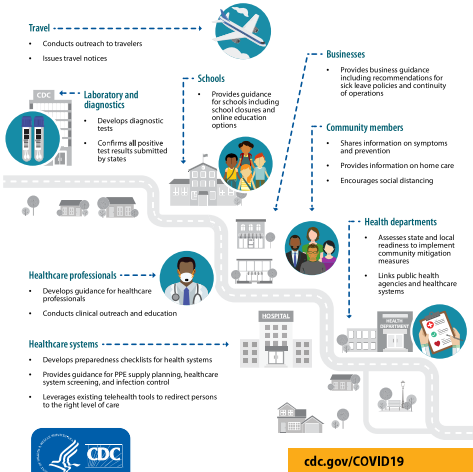 Travel
• Conducts outreach to travelers
• Issues travel notices
CDC
Laboratory and
diagnostics
• Develops diagnostic
tests
• Confirms all positive
test results submitted
by states
Schools
• Provides guidance
for schools including
school closures and
online education
options
Businesses
• Provides business guidance
including recommendations for
sick leave policies and continuity
of operations
Community members
• Shares information on symptoms
and prevention
• Provides information on home care
• Encourages social distancing
Health departments
• Assesses state and local
readiness to implement
community mitigation
measures
• Links public health
agencies and healthcare
systems
Healthcare professionals
• Develops guidance for healthcare
professionals
• Conducts clinical outreach and education
HOSPITAL
HEALTH
DEPARTMENT
Healthcare systems
• Develops preparedness checklists for health systems
• Provides guidance for PPE supply planning, healthcare
system screening, and infection control
• Leverages existing telehealth tools to redirect persons
to the right level of care
CDC
cdc.gov/COVID19